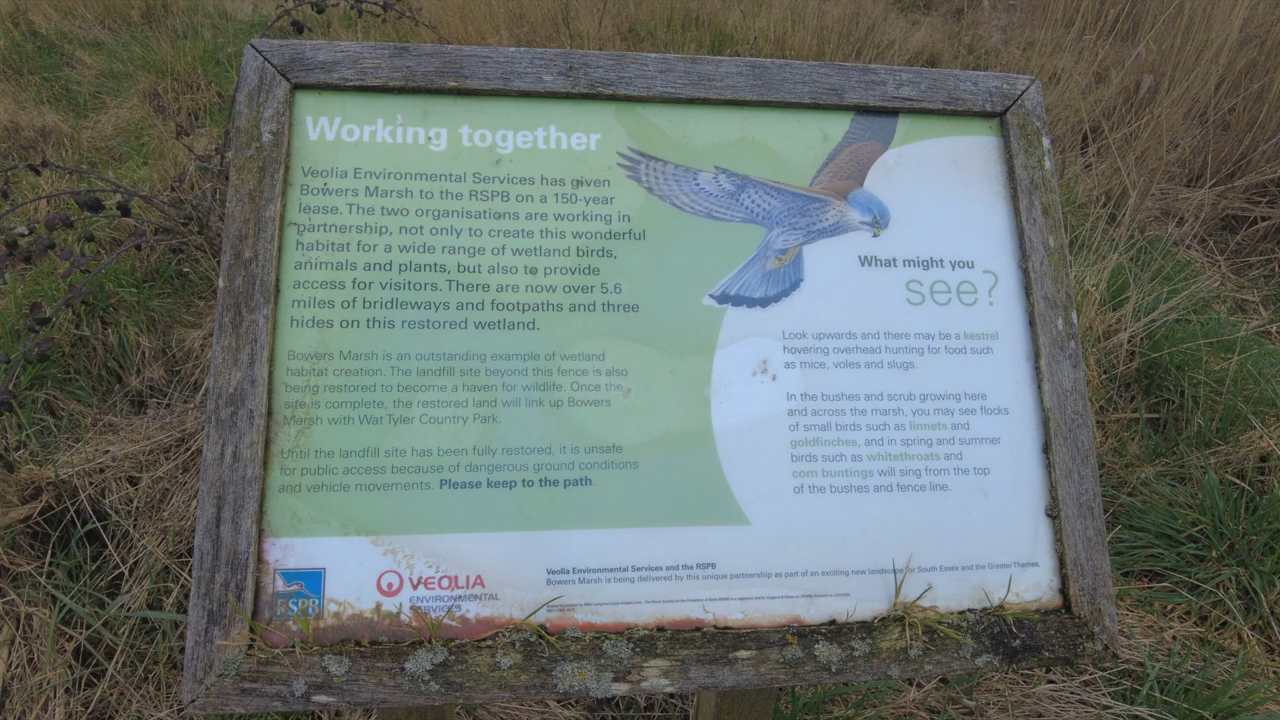 Working together
Veolia Environmental Services has given
Bowers Marsh to the RSPB on a 150-year
lease. The two organisations are working in
partnership, not only to create this wonderful
habitat for a wide range of wetland birds,
animals and plants, but also to provide
access for visitors. There are now over 5.6
miles of bridleways and footpaths and three
hides on this restored wetland.
Bowers Marsh is an outstanding example of wetland
habitat creation. The landfill site beyond this fence is also
being restored to become a haven for wildlife. Once the
site is complete, the restored land will link up Bowers
Marsh with Wat Tyler Country Park.
Until the landfill site has been fully restored, it is unsafe
for public access because of dangerous ground conditions
and vehicle movements. Please keep to the path.
What might you
see?
Look upwards and there may be a kestrel
hovering overhead hunting for food such
as mice, voles and slugs.
In the bushes and scrub growing here
and across the marsh, you may see flocks
of small birds such as linnets and
goldfinches, and in spring and summer
birds such as whitethroats and
corn buntings will sing from the top
of the bushes and fence line.
RSPB
VEOLIA
ENVIRONMENTAL
SERVICES
Veolia Environmental Services and the RSPB
Bowers Marsh is being delivered by this unique partnership as part of an exciting new landscape for South Essex and the Greater Thames.